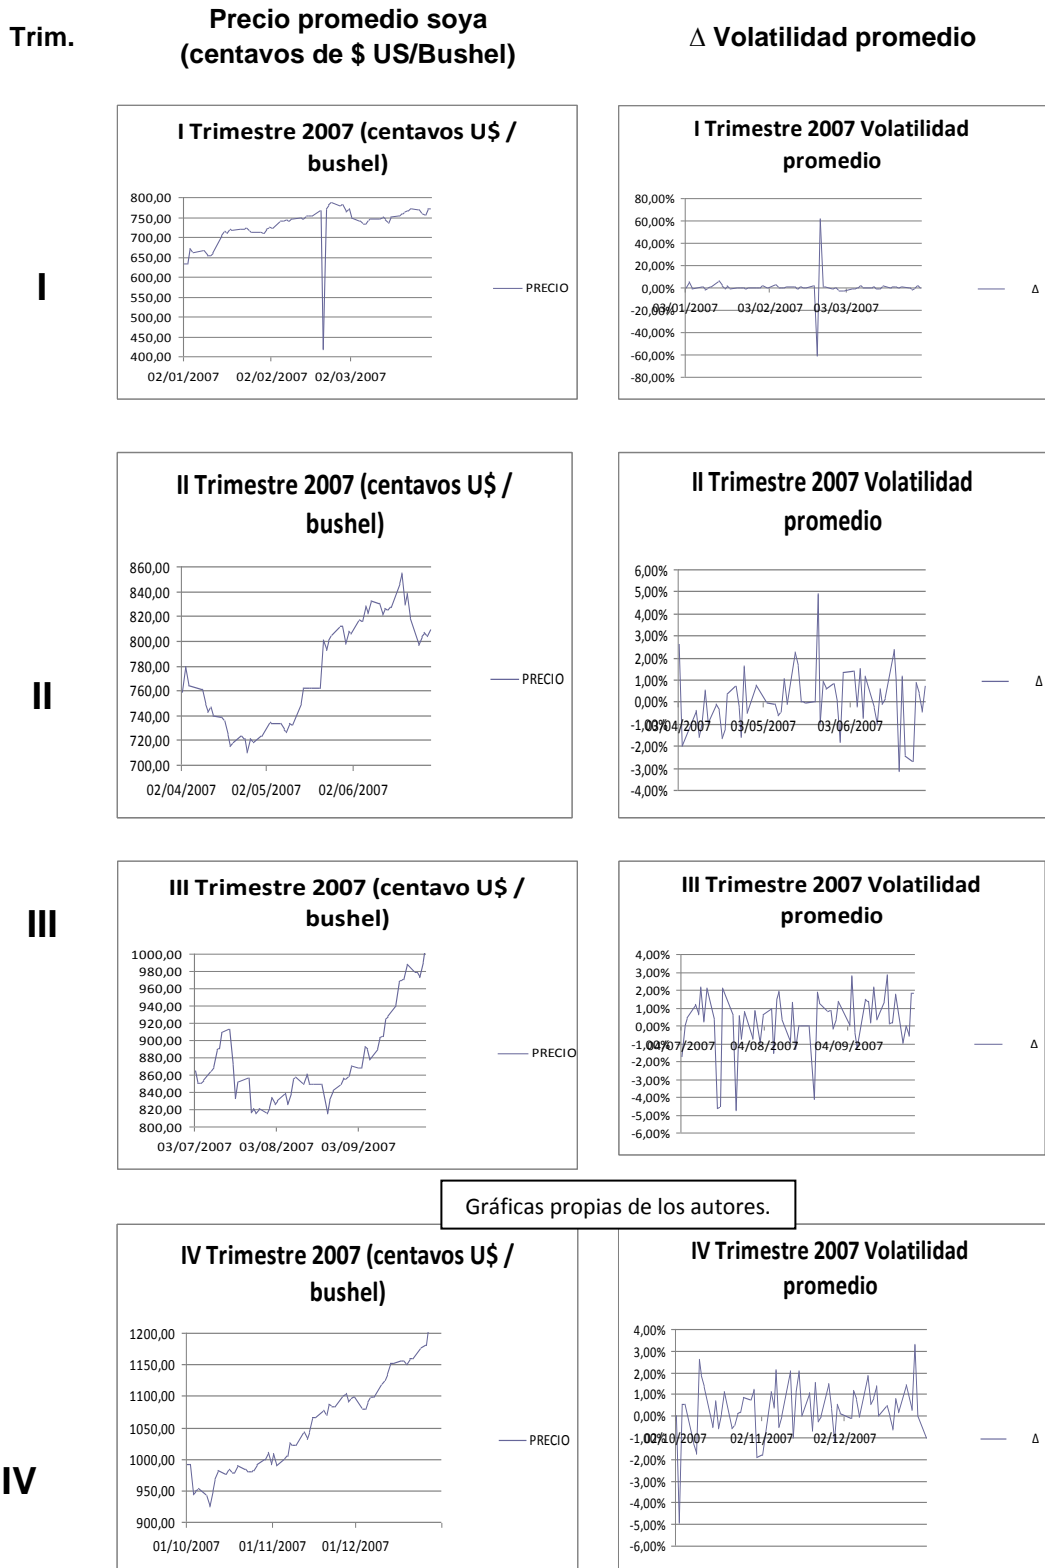 Trim.
Precio promedio soya
(centavos de $ US/Bushel)
∆ Volatilidad promedio
I
I Trimestre 2007 (centavos U$ /
bushel)
800,00
750,00
700,00
650,00
600,00
550,00
500,00
450,00
400,00
02/01/2007 02/02/2007 02/03/2007
PRECIO
I Trimestre 2007 Volatilidad
promedio
80,00%
60,00%
40,00%
20,00%
0,00%
-20,00%
-40,00%
-60,00%
-80,00%
03/01/2007 03/02/2007 03/03/2007
Δ
II
II Trimestre 2007 (centavos U$ /
bushel)
860,00
840,00
820,00
800,00
780,00
760,00
740,00
720,00
700,00
02/04/2007 02/05/2007 02/06/2007
PRECIO
II Trimestre 2007 Volatilidad
promedio
6,00%
5,00%
4,00%
3,00%
2,00%
1,00%
0,00%
-1,00%
-2,00%
-3,00%
-4,00%
03/04/2007 03/05/2007 03/06/2007
Δ
III
III Trimestre 2007 (centavo U$ /
bushel)
1000,00
980,00
960,00
940,00
920,00
900,00
880,00
860,00
840,00
820,00
800,00
03/07/2007 03/08/2007 03/09/2007
PRECIO
III Trimestre 2007 Volatilidad
promedio
4,00%
3,00%
2,00%
1,00%
0,00%
-1,00%
-2,00%
-3,00%
-4,00%
-5,00%
-6,00%
04/07/2007 04/08/2007 04/09/2007
Δ
Gráficas propias de los autores.
IV
IV Trimestre 2007 (centavos U$ /
bushel)
1200,00
1150,00
1100,00
1050,00
1000,00
950,00
900,00
01/10/2007 01/11/2007 01/12/2007
PRECIO
IV Trimestre 2007 Volatilidad
promedio
4,00%
3,00%
2,00%
1,00%
0,00%
-1,00%
-2,00%
-3,00%
-4,00%
-5,00%
-6,00%
02/10/2007 02/11/2007 02/12/2007
Δ